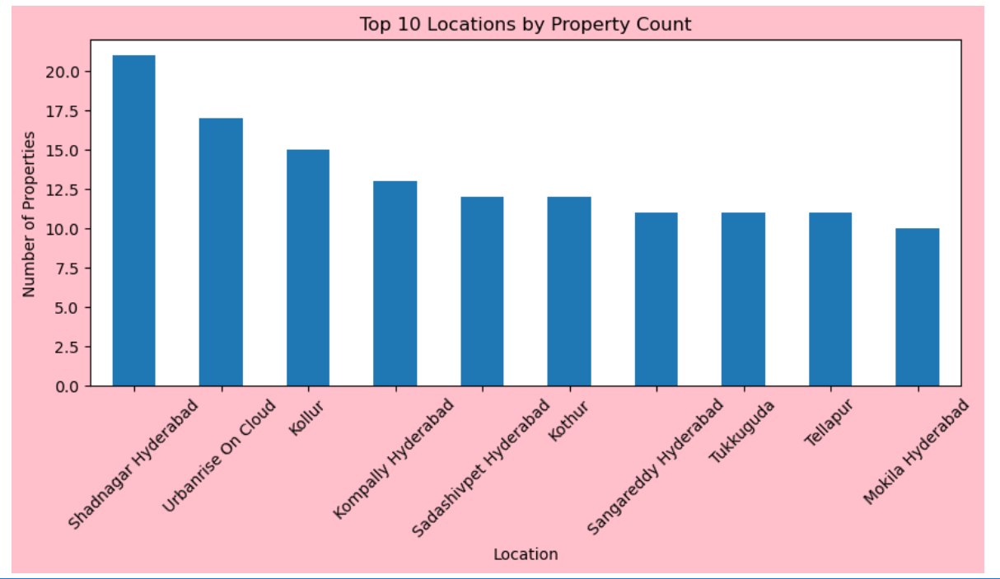 Top 10 Locations by Property Count
Number of Properties
20.0
17.5
15.0
12.5
10.0
7.5
5.0
2.5
0.0
Shadnagar Hyderabad
Urbanrise On Cloud
Kollur
Kompally Hyderabad
Sadashivpet Hyderabad
Kothur
Sangareddy Hyderabad
Tukkuguda
Tellapur
Mokila Hyderabad
Location